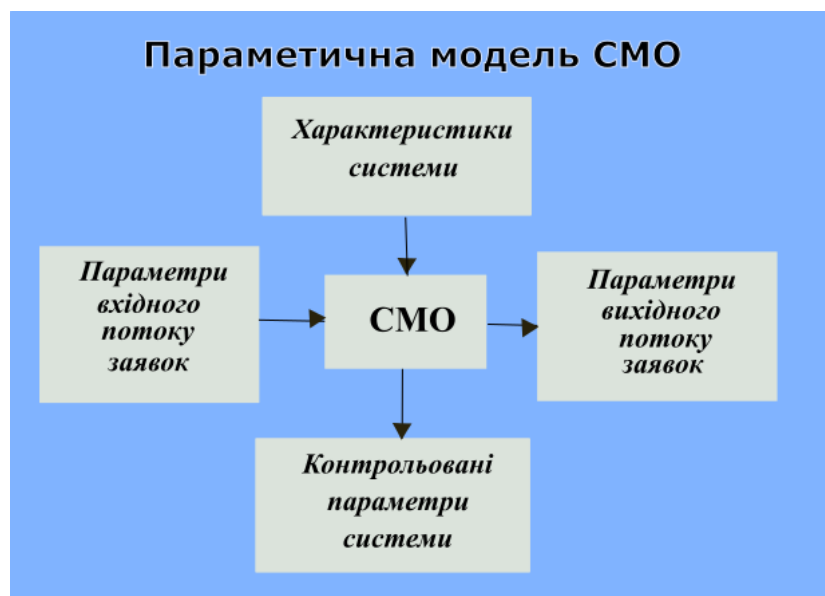 Параметична модель СМО
Характеристики
системи
Параметри
вхідного
потоку
заявок
СМО
Параметри
вихідного
потоку
заявок
Контрольовані
параметри
системи